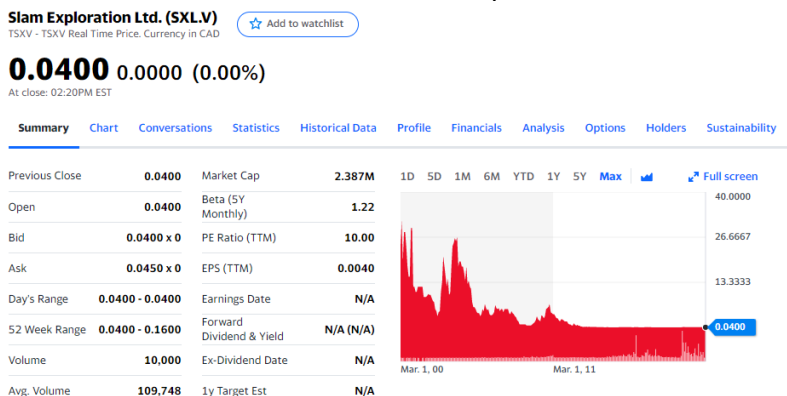 Slam Exploration Ltd. (SXL.V)
Add to watchlist
TSXV - TSXV Real Time Price. Currency in CAD
0.0400 0.0000 (0.00%)
At close: 02:20PM EST
Summary Chart Conversations Statistics Historical Data Profile Financials Analysis Options Holders Sustainability
Previous Close 0.0400
Open 0.0400
Bid 0.0400 x 0
Ask 0.0450 x 0
Day's Range 0.0400 - 0.0400
52 Week Range 0.0400 - 0.1600
Volume 10,000
Avg. Volume 109,748
Market Cap 2.387M
Beta (5Y
Monthly) 1.22
PE Ratio (TTM) 10.00
EPS (TTM) 0.0040
Earnings Date N/A
Forward
Dividend & Yield N/A (N/A)
Ex-Dividend Date N/A
1y Target Est N/A
1D 5D 1M 6M YTD 1Y 5Y Max Full screen
40.0000
26.6667
13.3333
0.0400
Mar. 1, 00 Mar. 1, 11